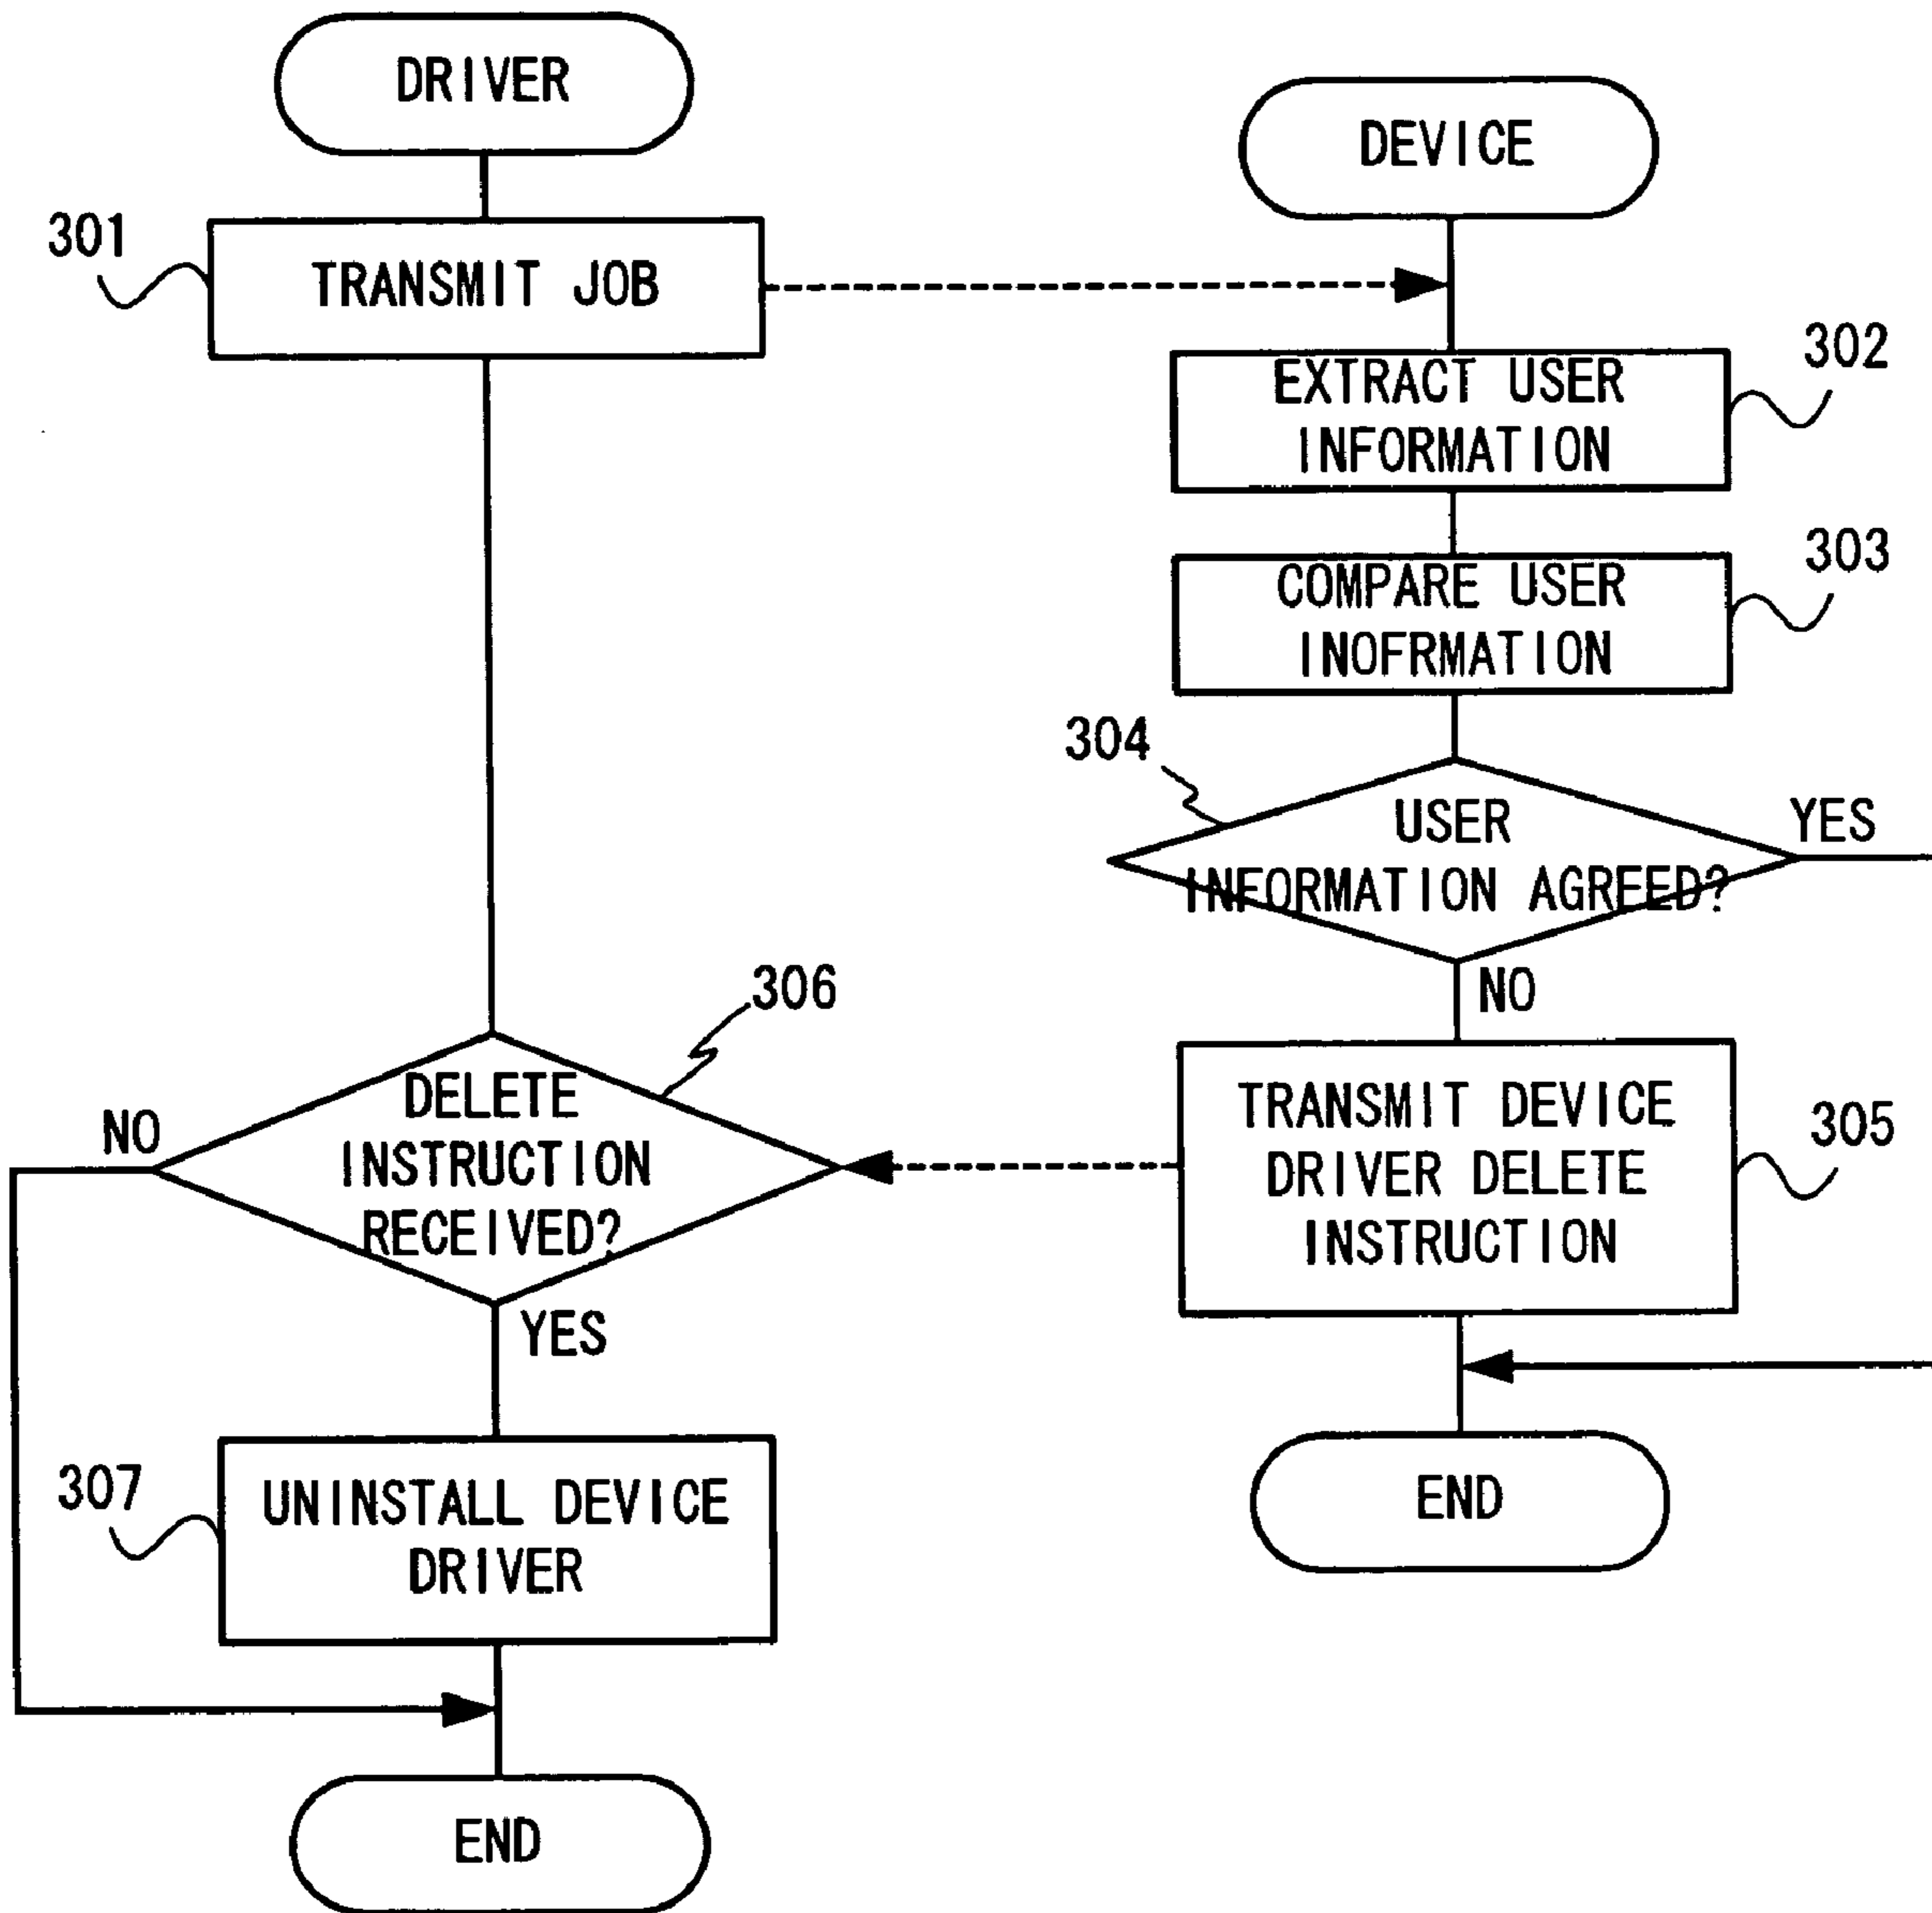 DRIVER
301
TRANSMIT JOB
DEVICE
302
EXTRACT USER
INFORMATION
303
COMPARE USER
INOFRMATION
304
USER
INFORMATION AGREED?
YES
NO
305
TRANSMIT DEVICE
DRIVER DELETE
INSTRUCTION
306
DELETE
INSTRUCTION
RECEIVED?
NO
YES
307
UNINSTALL DEVICE
DRIVER
END
END